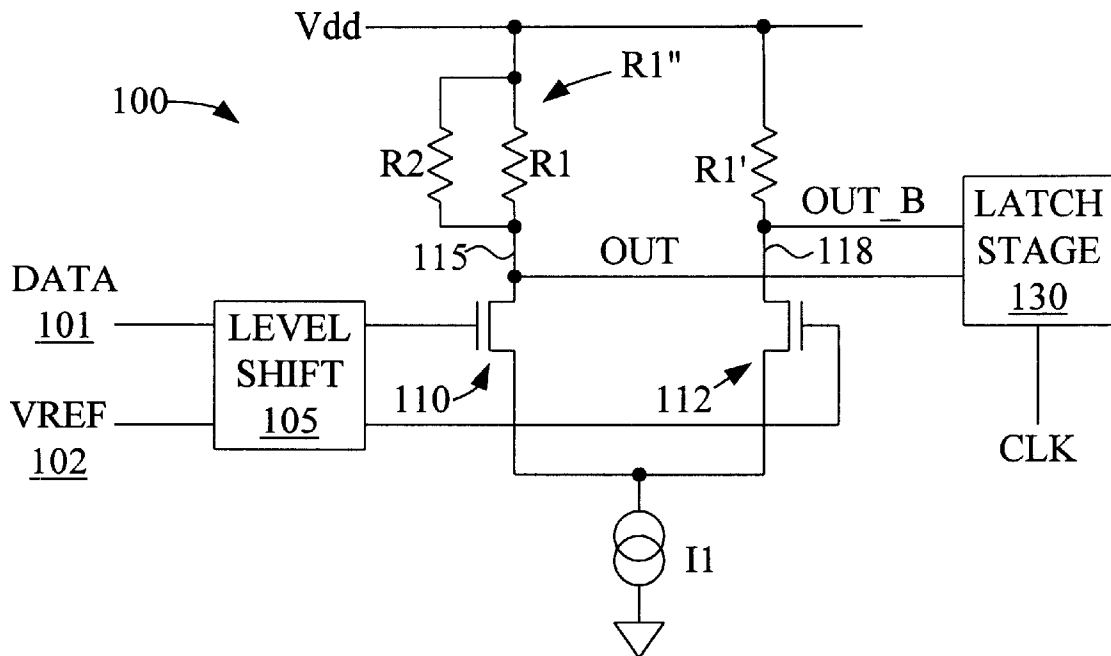 Vdd
R1"
100
R2
R1
R1'
OUT_B
LATCH
STAGE
130
115
OUT
118
DATA
101
LEVEL
SHIFT
105
VREF
102
110
112
CLK
I1